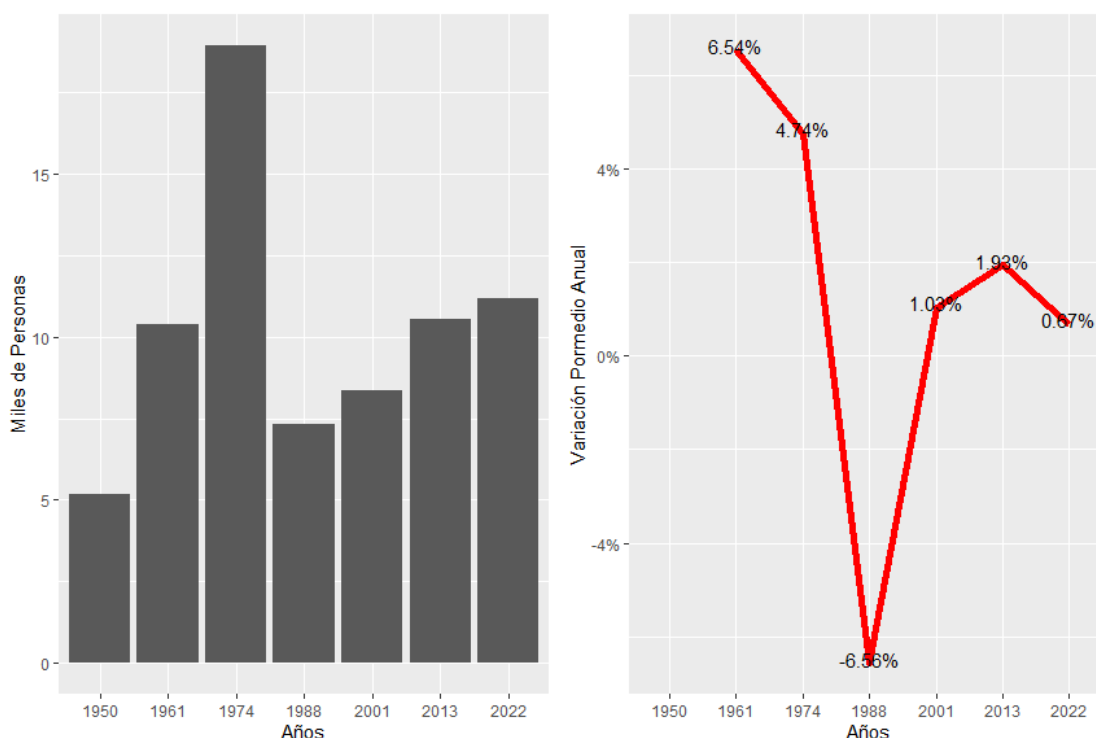 Miles de Personas
15
10
5
0
1950 1961 1974 1988 2001 2013 2022
Años
Variación Pormedio Anual
4%
0%
-4%
6.54%
4.74%
-6.56%
1.03%
1.93%
0.67%
1950 1961 1974 1988 2001 2013 2022
Años